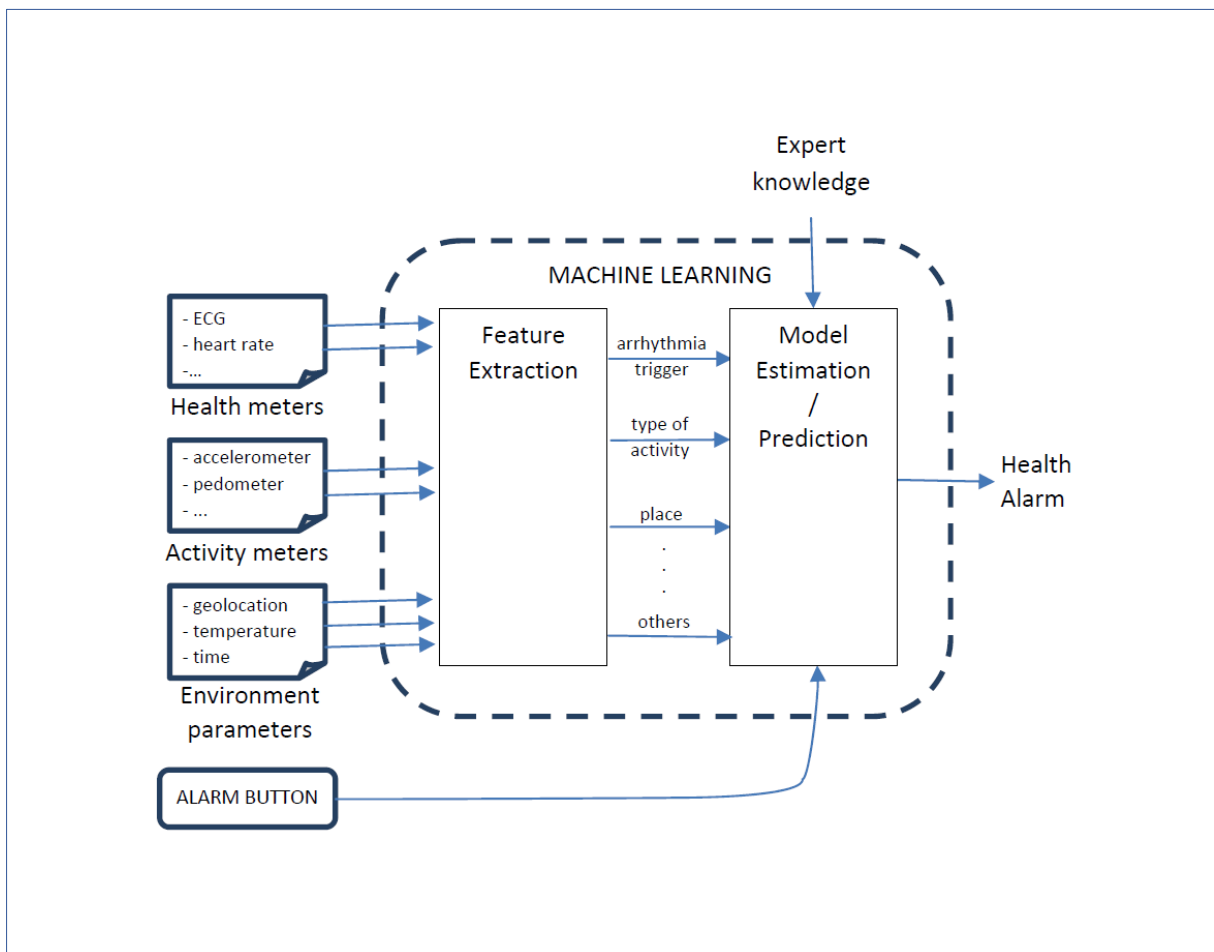 Expert
knowledge
MACHINE LEARNING
- ECG
- heart rate
-...
Health meters
- accelerometer
- pedometer
- ...
Activity meters
- geolocation
- temperature
- time
Environment
parameters
ALARM BUTTON
Feature
Extraction
arrhythmia
trigger
type of
activity
place
.
.
.
others
Model
Estimation
/
Prediction
Health
Alarm